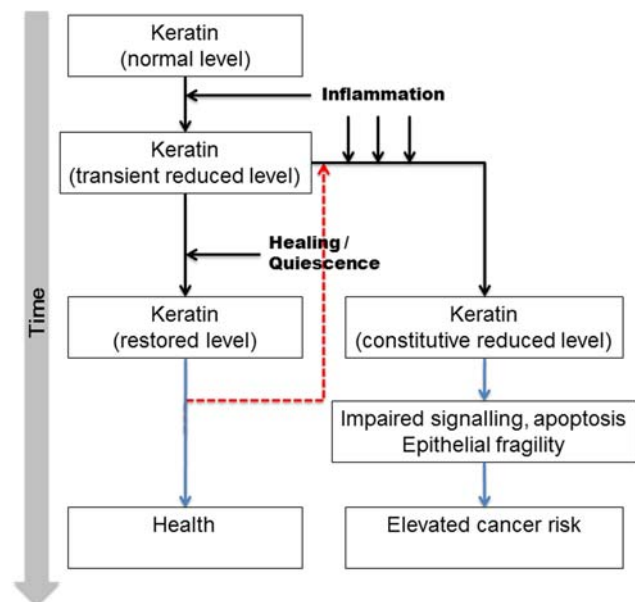 Keratin
(normal level)
Inflammation
Keratin
(transient reduced level)
Healing /
Quiescence
Time
Keratin
(restored level)
Keratin
(constitutive reduced level)
Impaired signalling, apoptosis
Epithelial fragility
Health
Elevated cancer risk